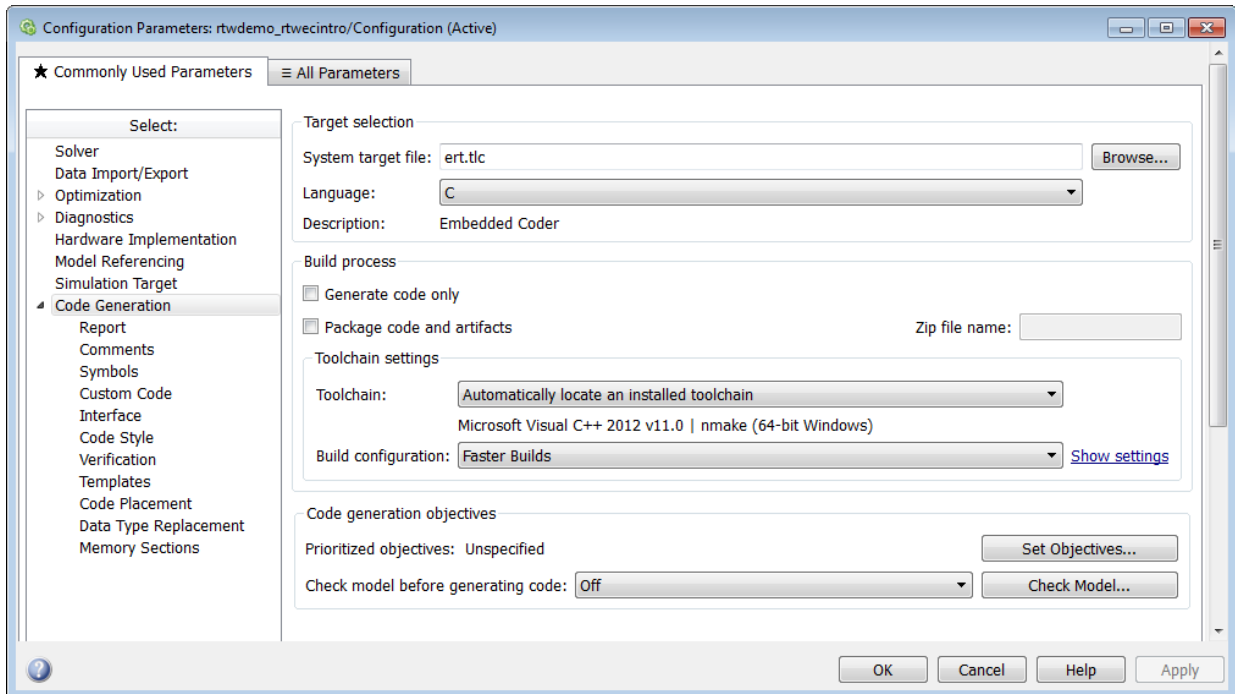 Configuration Parameters: rtwdemo_rtwecintro/Configuration (Active)
★ Commonly Used Parameters
≡ All Parameters
Select:
Solver
Data Import/Export
Optimization
Diagnostics
Hardware Implementation
Model Referencing
Simulation Target
Code Generation
Report
Comments
Symbols
Custom Code
Interface
Code Style
Verification
Templates
Code Placement
Data Type Replacement
Memory Sections
Target selection
System target file: ert.tlc Browse...
Language: C
Description: Embedded Coder
Build process
Generate code only
Package code and artifacts Zip file name:
Toolchain settings
Toolchain: Automatically locate an installed toolchain
Microsoft Visual C++ 2012 v11.0 | nmake (64-bit Windows)
Build configuration: Faster Builds Show settings
Code generation objectives
Prioritized objectives: Unspecified Set Objectives...
Check model before generating code: Off Check Model...
OK Cancel Help Apply